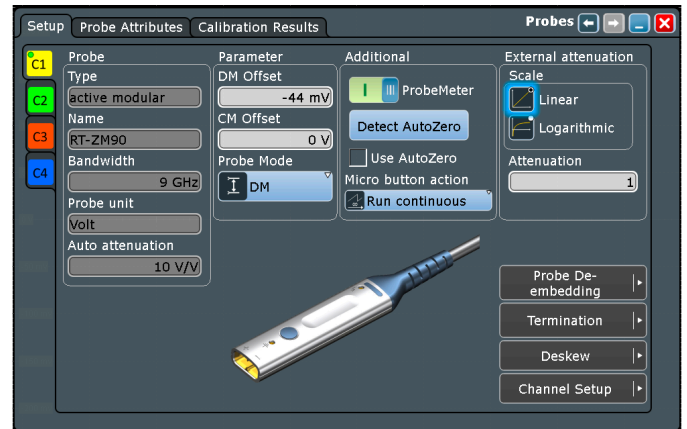 Setup
Probe Attributes
Calibration Results
Probes
C1
C2
C3
C4
Probe
Type
active modular
Name
RT-ZM90
Bandwidth
9 GHz
Probe unit
Volt
Auto attenuation
10 V/V
Parameter
DM Offset
-44 mV
CM Offset
0 V
Probe Mode
DM
Additional
ProbeMeter
Detect AutoZero
Use AutoZero
Micro button action
Run continuous
External attenuation
Scale
Linear
Logarithmic
Attenuation
1
Probe De-
embedding
Termination
Deskew
Channel Setup